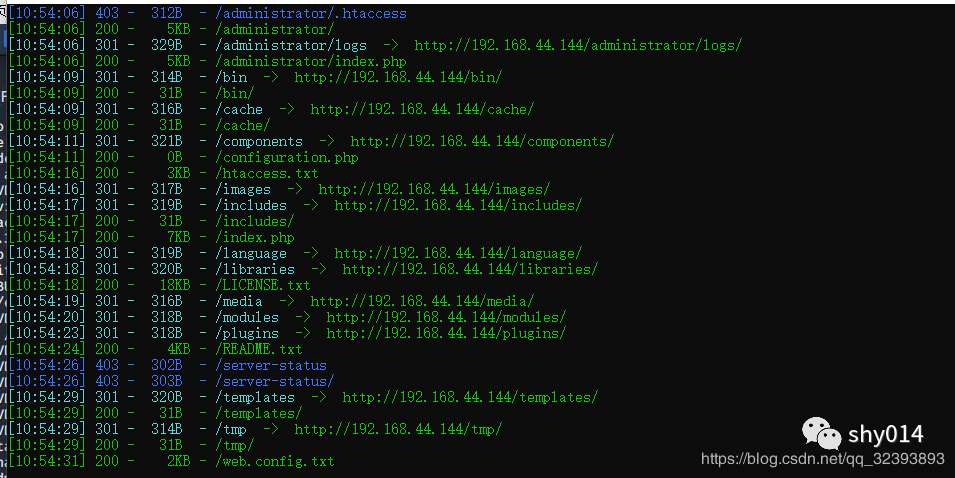 [10:54:06] 403 -   312B  - /administrator/.htaccess
[10:54:06] 200 -     5KB - /administrator/
[10:54:06] 301 -   329B  - /administrator/logs  ->  http://192.168.44.144/administrator/logs/
[10:54:06] 200 -     5KB - /administrator/index.php
[10:54:09] 301 -   314B  - /bin  ->  http://192.168.44.144/bin/
[10:54:09] 200 -    31B  - /bin/
[10:54:09] 301 -   316B  - /cache  ->  http://192.168.44.144/cache/
[10:54:09] 200 -    31B  - /cache/
[10:54:11] 301 -   321B  - /components  ->  http://192.168.44.144/components/
[10:54:11] 200 -     0B  - /configuration.php
[10:54:16] 200 -     3KB - /htaccess.txt
[10:54:16] 301 -   317B  - /images  ->  http://192.168.44.144/images/
[10:54:17] 301 -   319B  - /includes  ->  http://192.168.44.144/includes/
[10:54:17] 200 -    31B  - /includes/
[10:54:17] 200 -     7KB - /index.php
[10:54:18] 301 -   319B  - /language  ->  http://192.168.44.144/language/
[10:54:18] 301 -   320B  - /libraries  ->  http://192.168.44.144/libraries/
[10:54:18] 200 -    18KB - /LICENSE.txt
[10:54:19] 301 -   316B  - /media  ->  http://192.168.44.144/media/
[10:54:20] 301 -   318B  - /modules  ->  http://192.168.44.144/modules/
[10:54:23] 301 -   318B  - /plugins  ->  http://192.168.44.144/plugins/
[10:54:24] 200 -     4KB - /README.txt
[10:54:26] 403 -   302B  - /server-status
[10:54:26] 403 -   303B  - /server-status/
[10:54:29] 301 -   320B  - /templates  ->  http://192.168.44.144/templates/
[10:54:29] 200 -    31B  - /templates/
[10:54:29] 301 -   314B  - /tmp  ->  http://192.168.44.144/tmp/
[10:54:29] 200 -    31B  - /tmp/
[10:54:31] 200 -     2KB - /web.config.txt
shy014
https://blog.csdn.net/qq_32393893